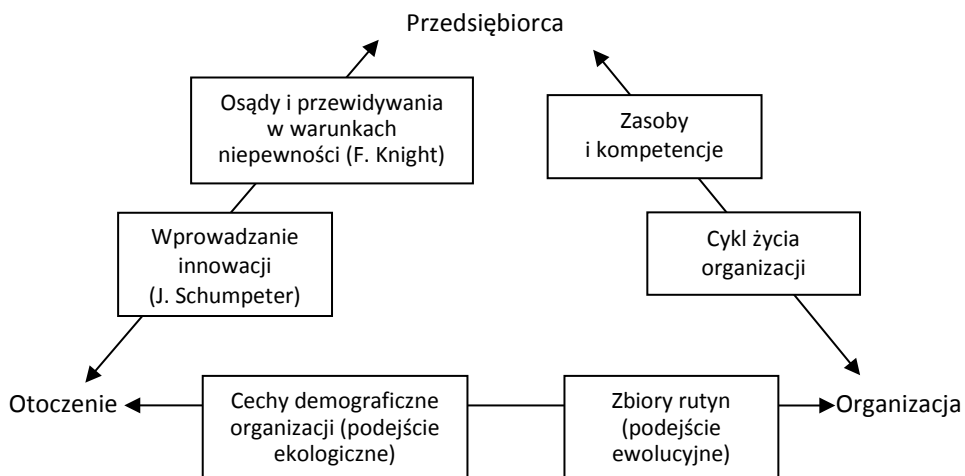 Przedsiębiorca
Osądy i przewidywania
w warunkach
niepewności (F. Knight)
Zasoby
i kompetencje
Wprowadzanie
innowacji
(J. Schumpeter)
Cykl życia
organizacji
Otoczenie
Cechy demograficzne
organizacji (podejście
ekologiczne)
Zbiory rutyn
(podejście
ewolucyjne)
Organizacja